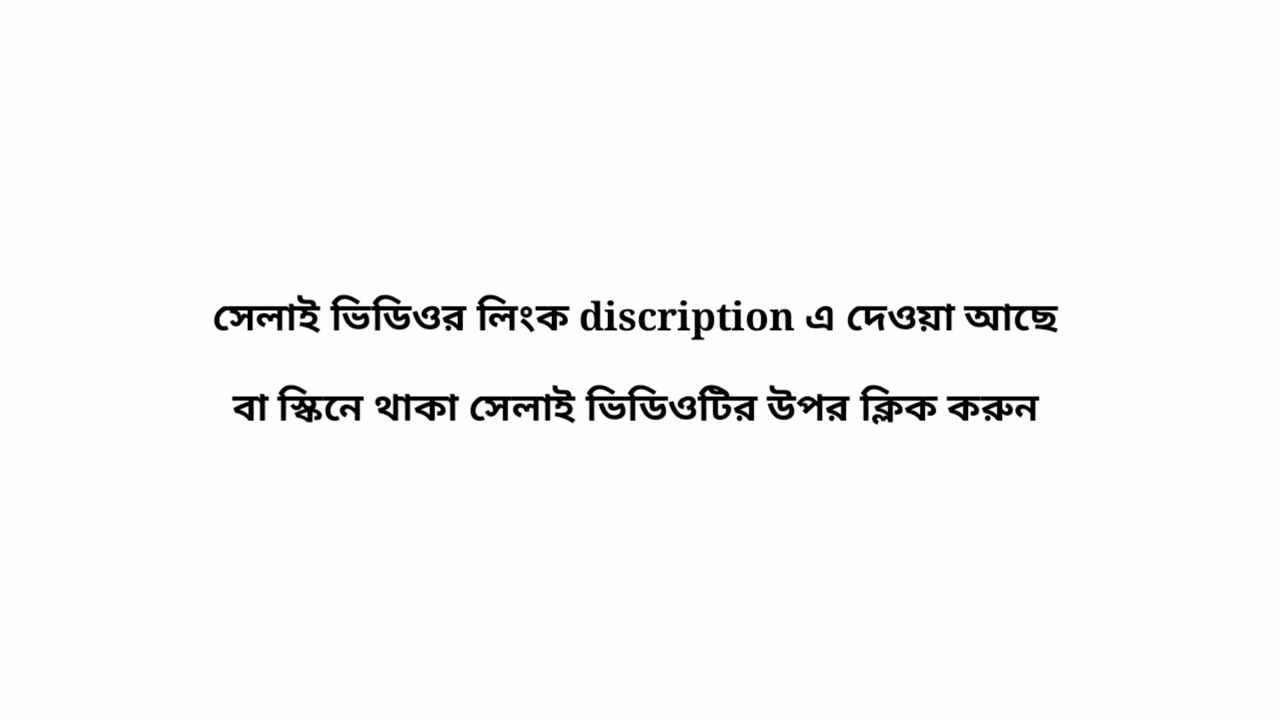 সেলাই ভিডিওর লিংক discription এ দেওয়া আছে
বা স্কিনে থাকা সেলাই ভিডিওটির উপর ক্লিক করুন